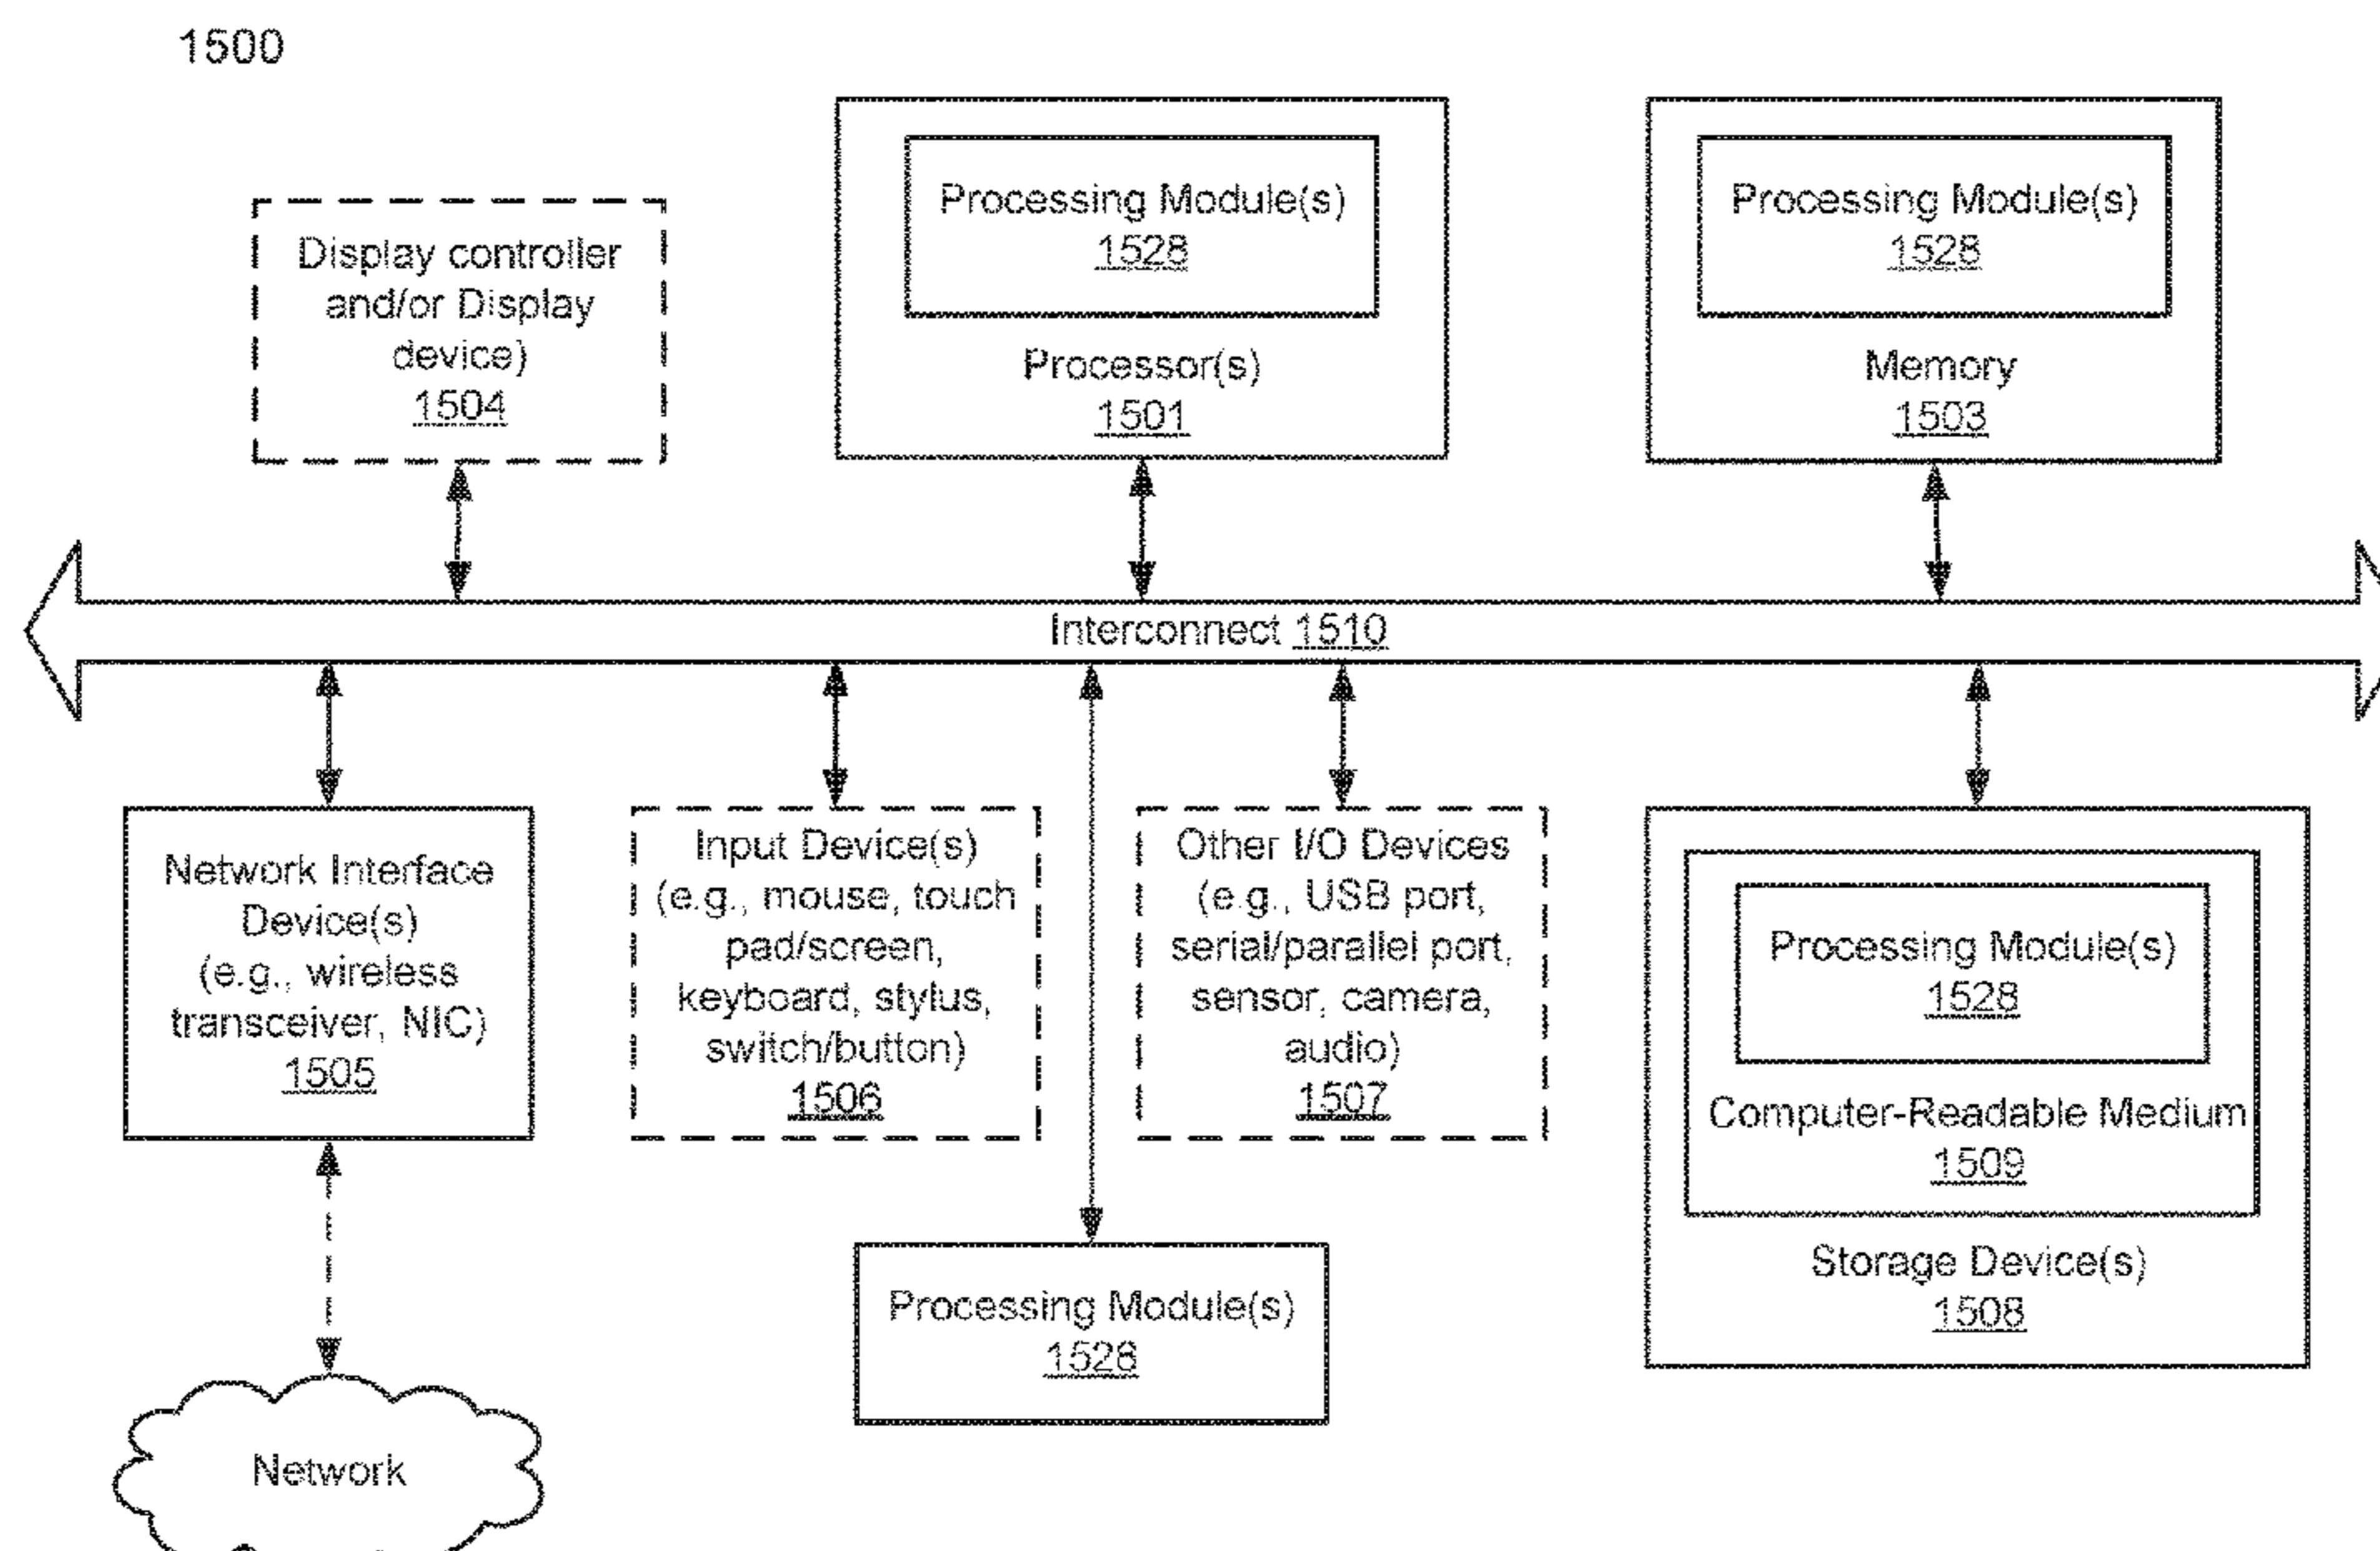 1500
Processing Module(s)
1528
Processor(s)
1501
Processing Module(s)
1528
Memory
1503
Display controller
and/or Display
device)
1504
Interconnect 1510
Network Interface
Device(s)
(e.g., wireless
transceiver, NIC)
1505
Input Device(s)
(e.g., mouse, touch
pad/screen,
keyboard, stylus,
switch/button)
1506
Other I/O Devices
(e.g., USB port,
serial/parallel port,
sensor, camera,
audio)
1507
Processing Module(s)
1528
Computer-Readable Medium
1509
Storage Device(s)
1508
Processing Module(s)
1528
Network